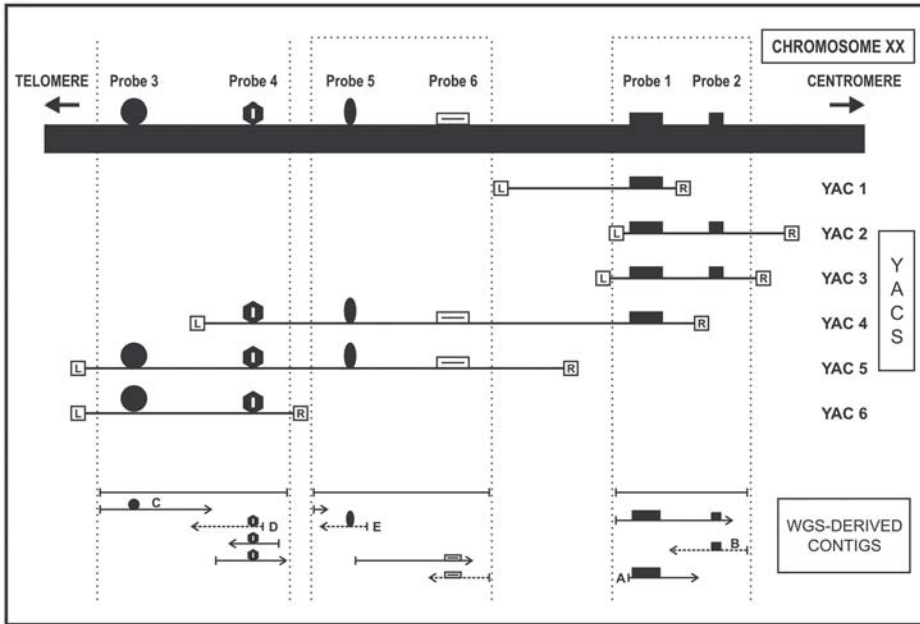 CHROMOSOME XX
TELOMERE Probe 3 Probe 4 Probe 5 Probe 6 Probe 1 Probe 2 CENTROMERE
L R YAC 1
L R YAC 2
L R YAC 3
L R YAC 4
L R YAC 5
L R YAC 6
YACS
C
D E
B
A
WGS-DERIVED
CONTIGS